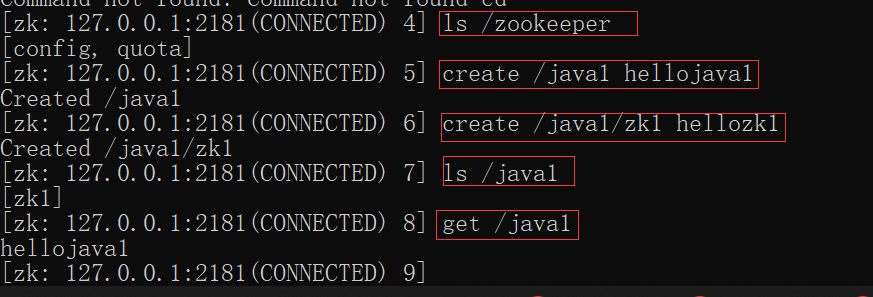 Command not found: Command not found cd
[zk: 127.0.0.1:2181(CONNECTED) 4] ls /zookeeper
[config, quota]
[zk: 127.0.0.1:2181(CONNECTED) 5] create /java1 hellojava1
Created /java1
[zk: 127.0.0.1:2181(CONNECTED) 6] create /java1/zk1 hellozk1
Created /java1/zk1
[zk: 127.0.0.1:2181(CONNECTED) 7] ls /java1
[zk1]
[zk: 127.0.0.1:2181(CONNECTED) 8] get /java1
hellojava1
[zk: 127.0.0.1:2181(CONNECTED) 9]